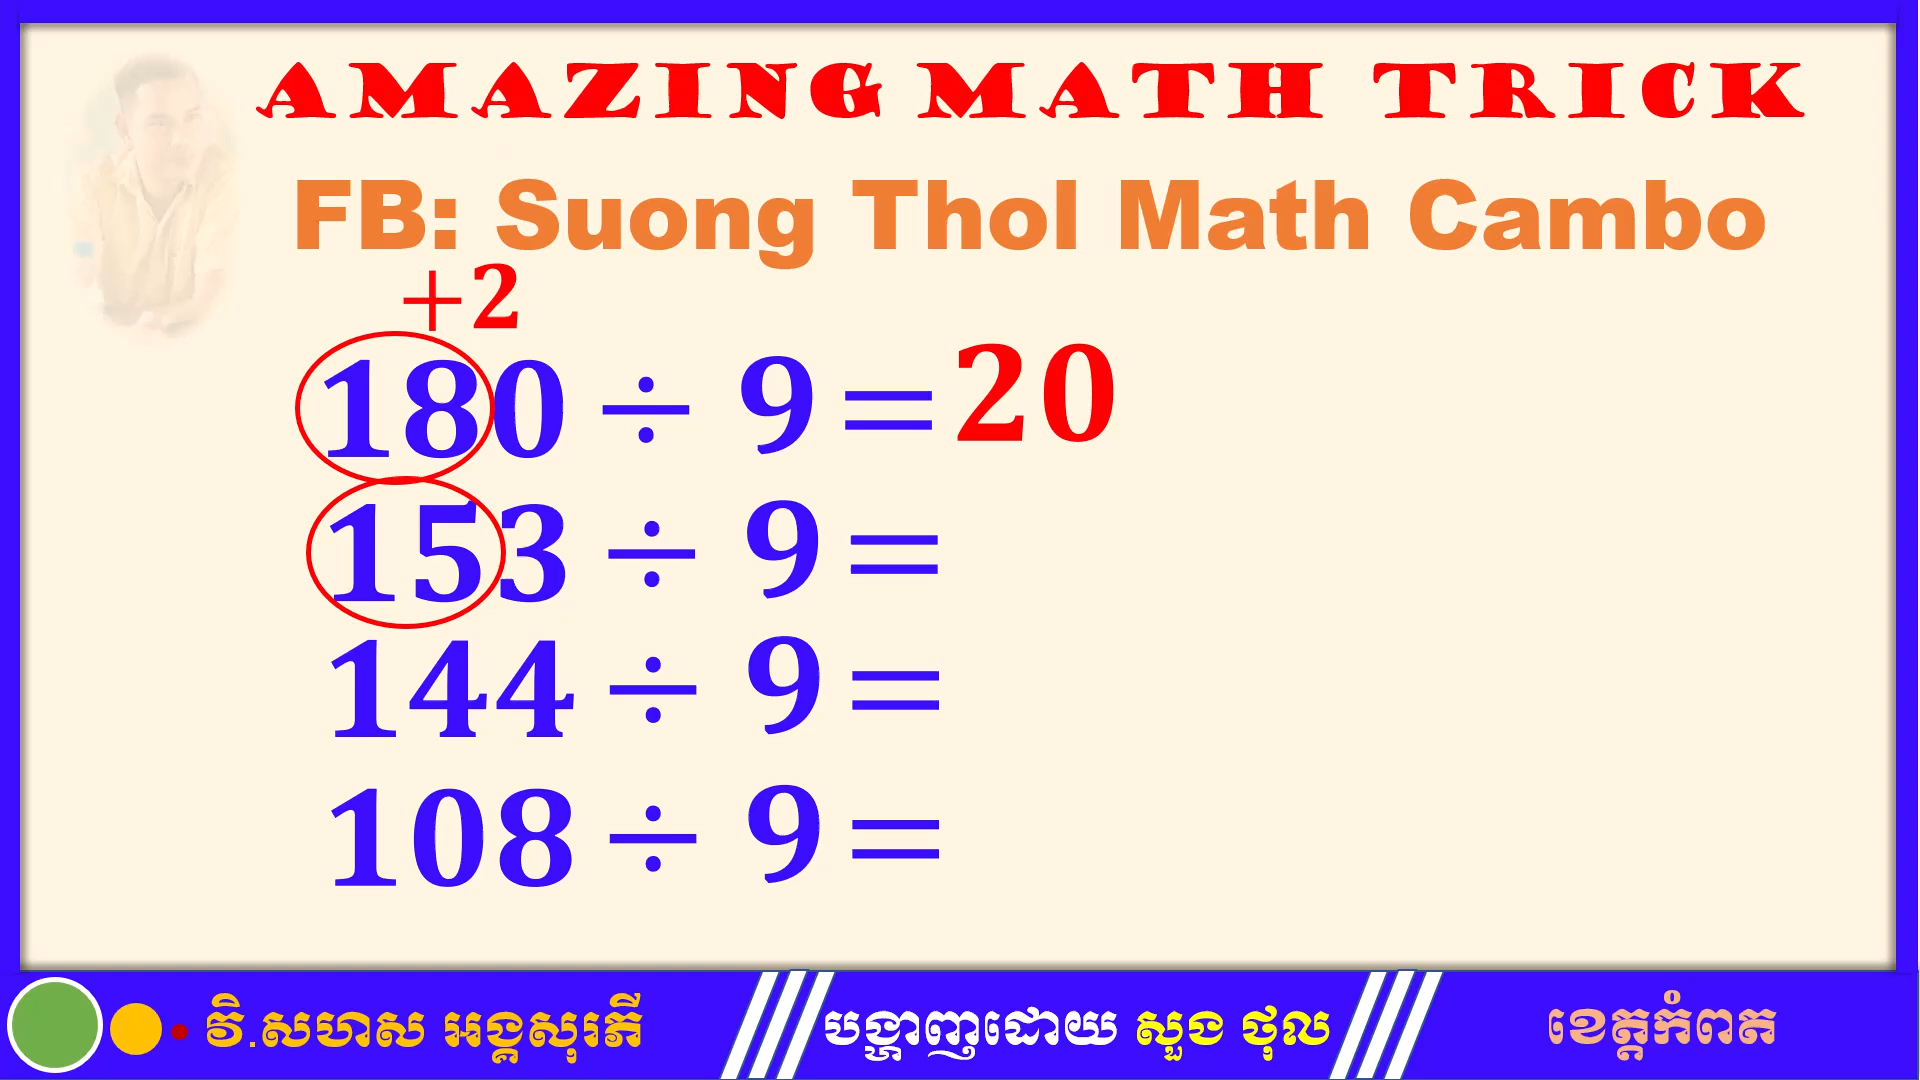 AMAZING MATH TRICK
FB: Suong Thol Math Cambo
+2
180 ÷ 9 = 20
153 ÷ 9 =
144 ÷ 9 =
108 ÷ 9 =
វិ.សហស អង្គសុរភី បង្ហាញដោយ សួង ផុល ខេត្តកំពត